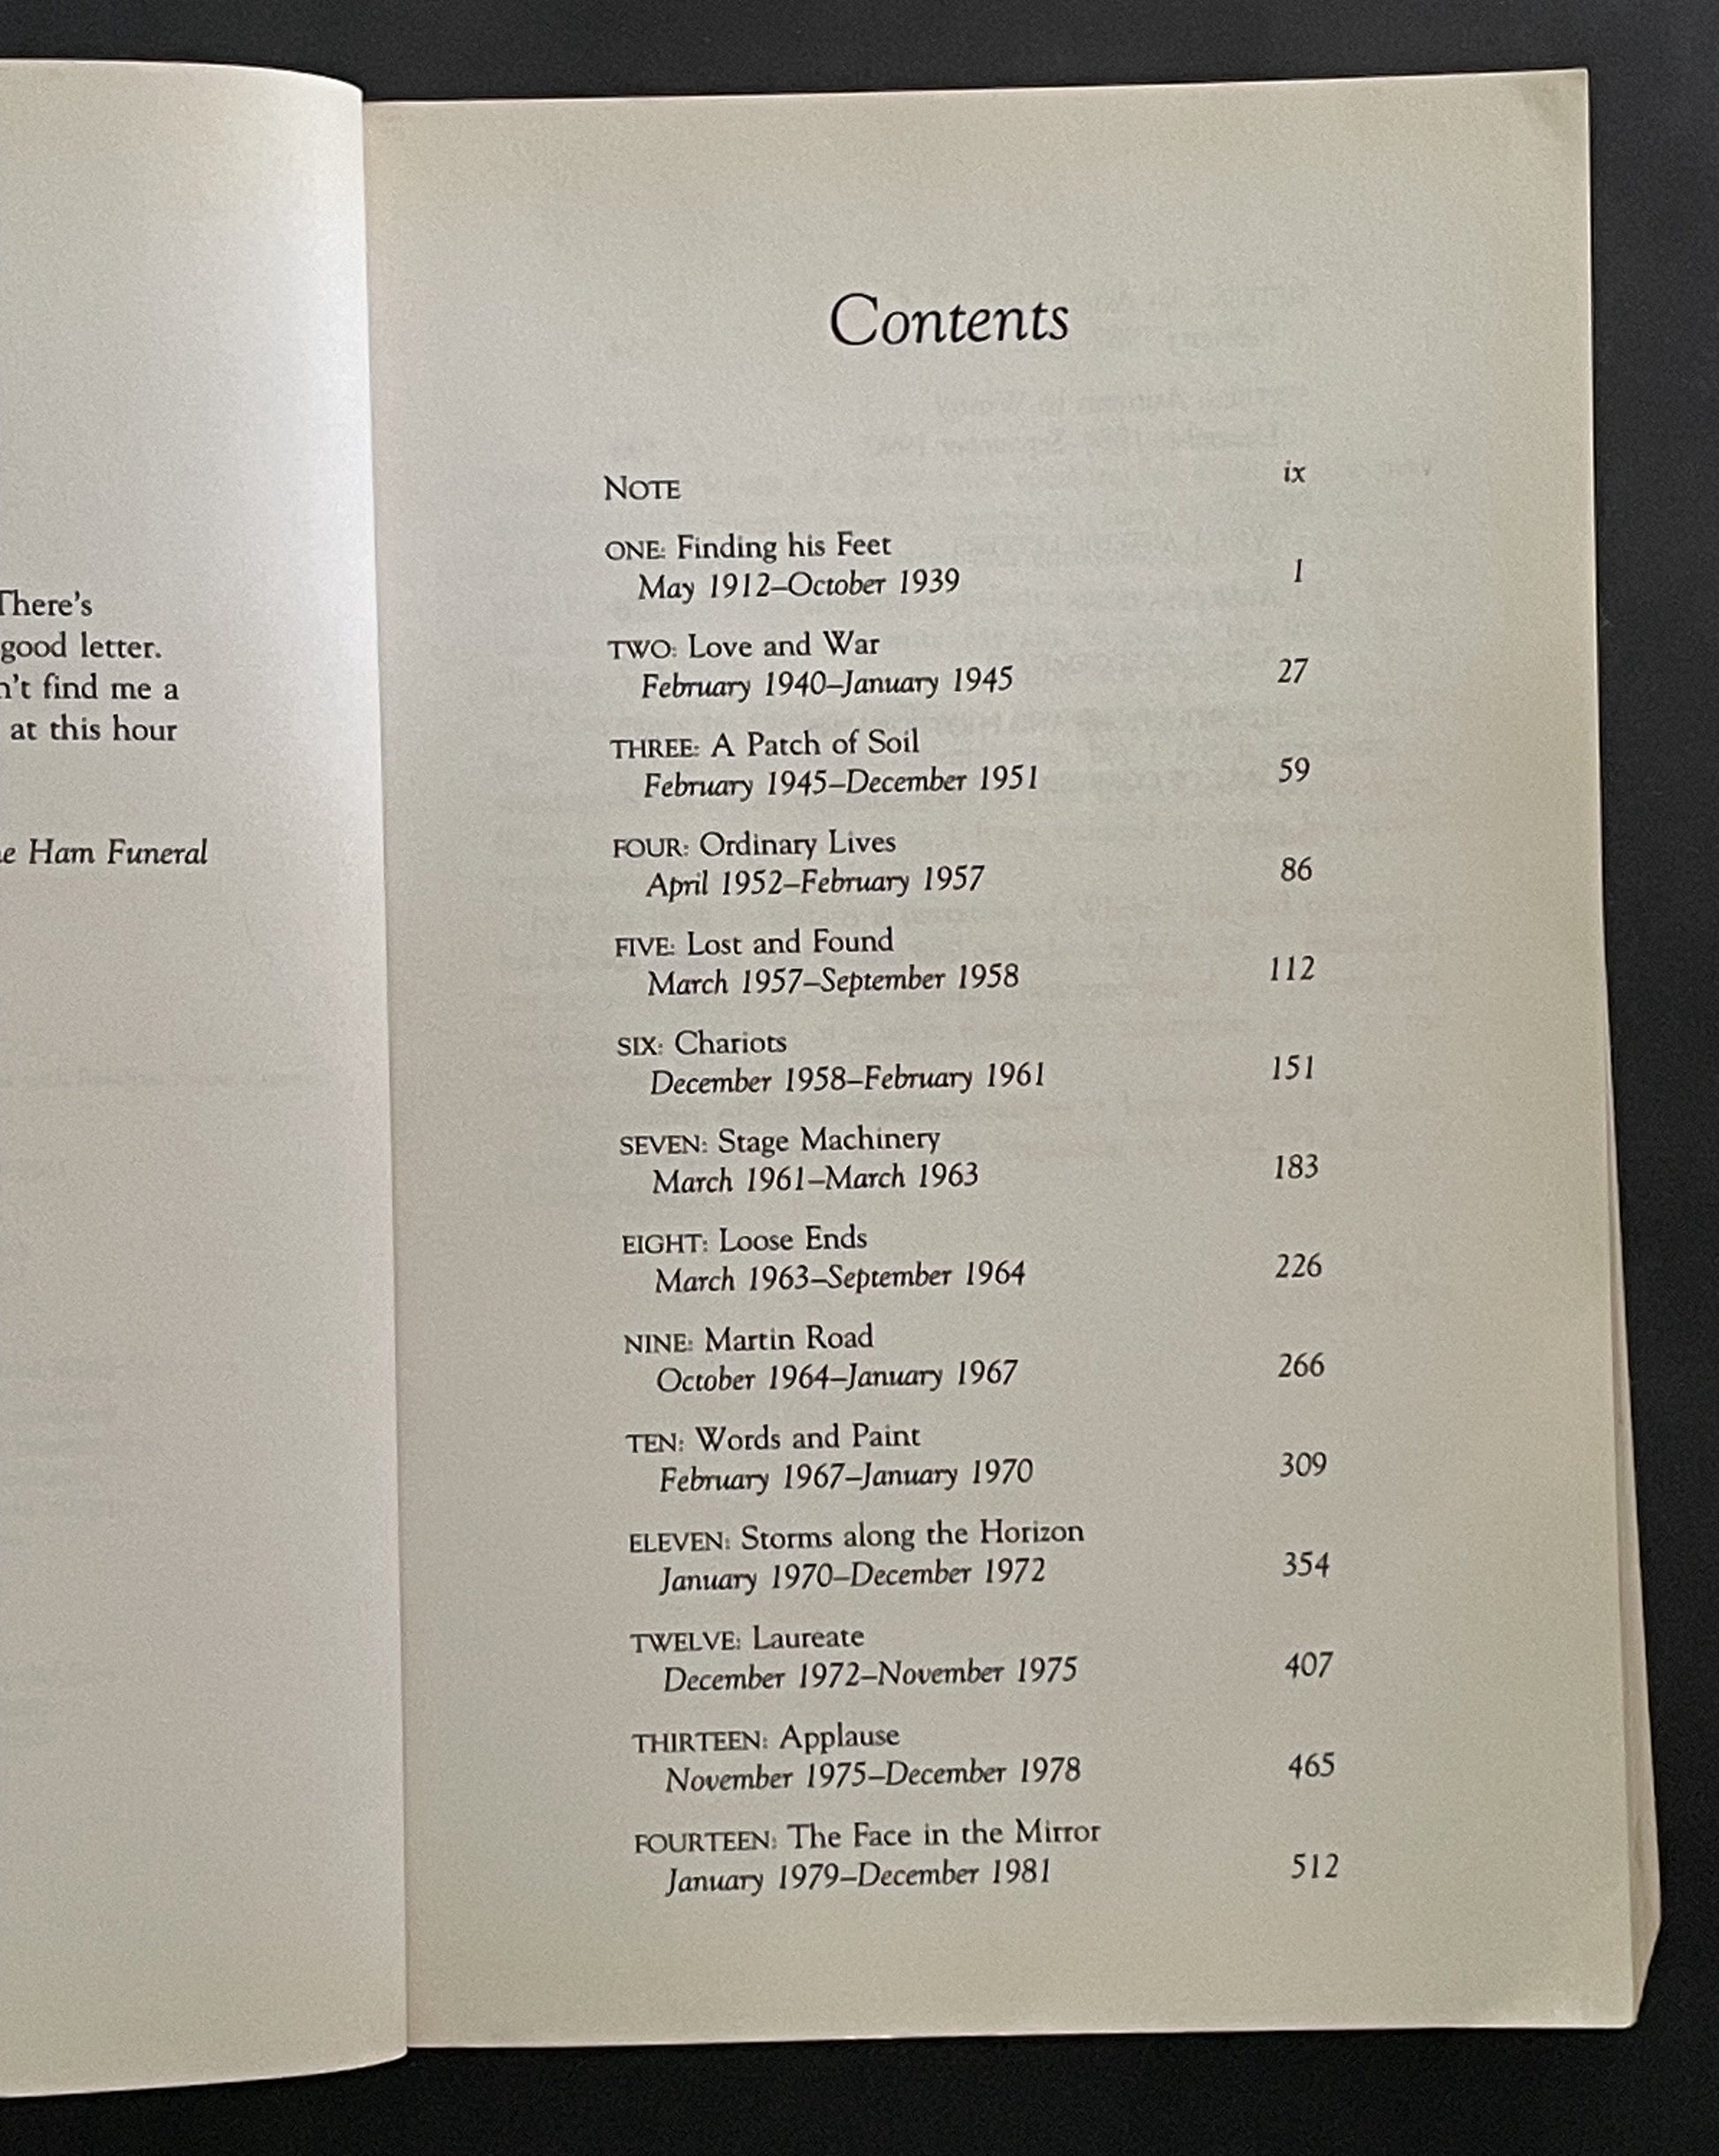 There's
good letter.
n't find me a
at this hour
e Ham Funeral
Contents
NOTE ix
ONE: Finding his Feet
May 1912–October 1939 1
TWO: Love and War
February 1940–January 1945 27
THREE: A Patch of Soil
February 1945–December 1951 59
FOUR: Ordinary Lives
April 1952–February 1957 86
FIVE: Lost and Found
March 1957–September 1958 112
SIX: Chariots
December 1958–February 1961 151
SEVEN: Stage Machinery
March 1961–March 1963 183
EIGHT: Loose Ends
March 1963–September 1964 226
NINE: Martin Road
October 1964–January 1967 266
TEN: Words and Paint
February 1967–January 1970 309
ELEVEN: Storms along the Horizon
January 1970–December 1972 354
TWELVE: Laureate
December 1972–November 1975 407
THIRTEEN: Applause
November 1975–December 1978 465
FOURTEEN: The Face in the Mirror
January 1979–December 1981 512